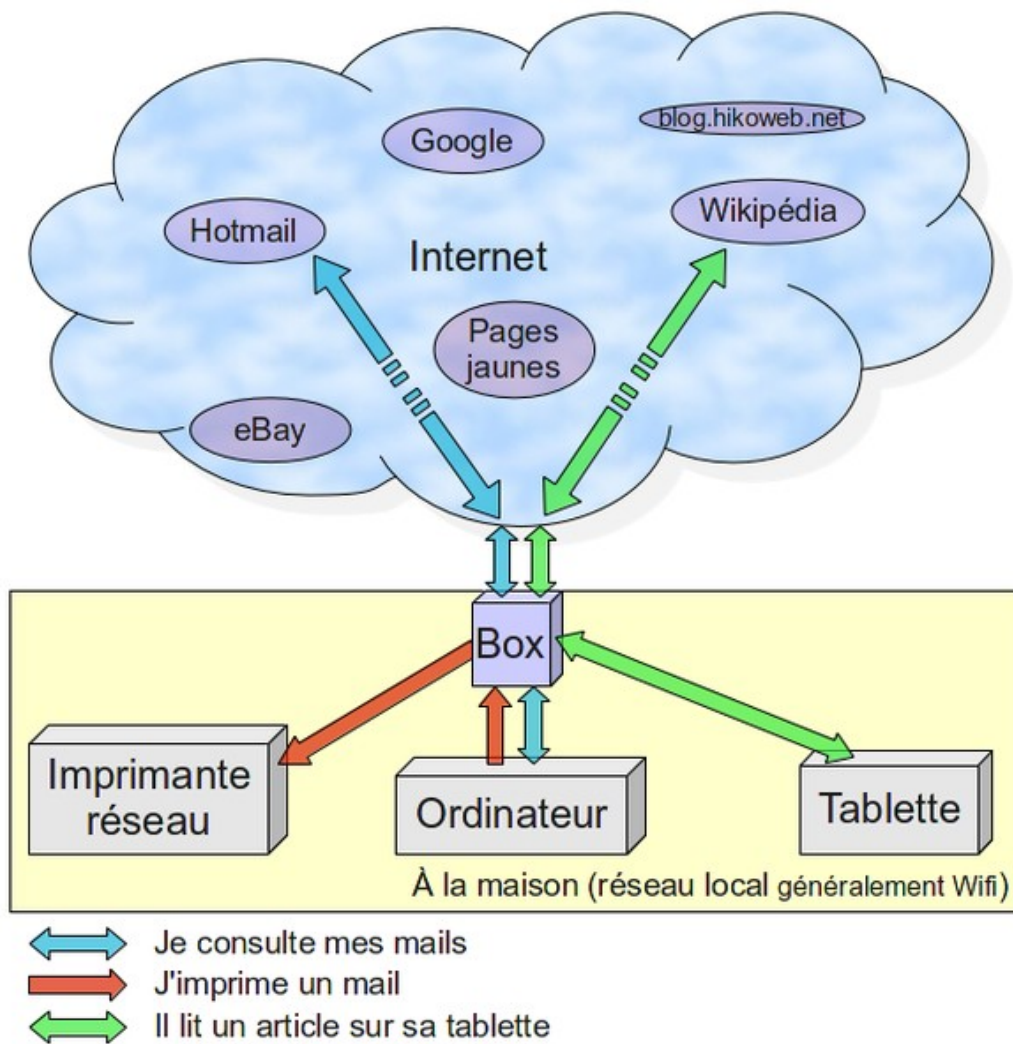 Google
blog.hikoweb.net
Hotmail
Wikipédia
Internet
Pages
jaunes
eBay
Box
Imprimante
réseau
Ordinateur
Tablette
À la maison (réseau local généralement Wifi)
Je consulte mes mails
J'imprime un mail
Il lit un article sur sa tablette